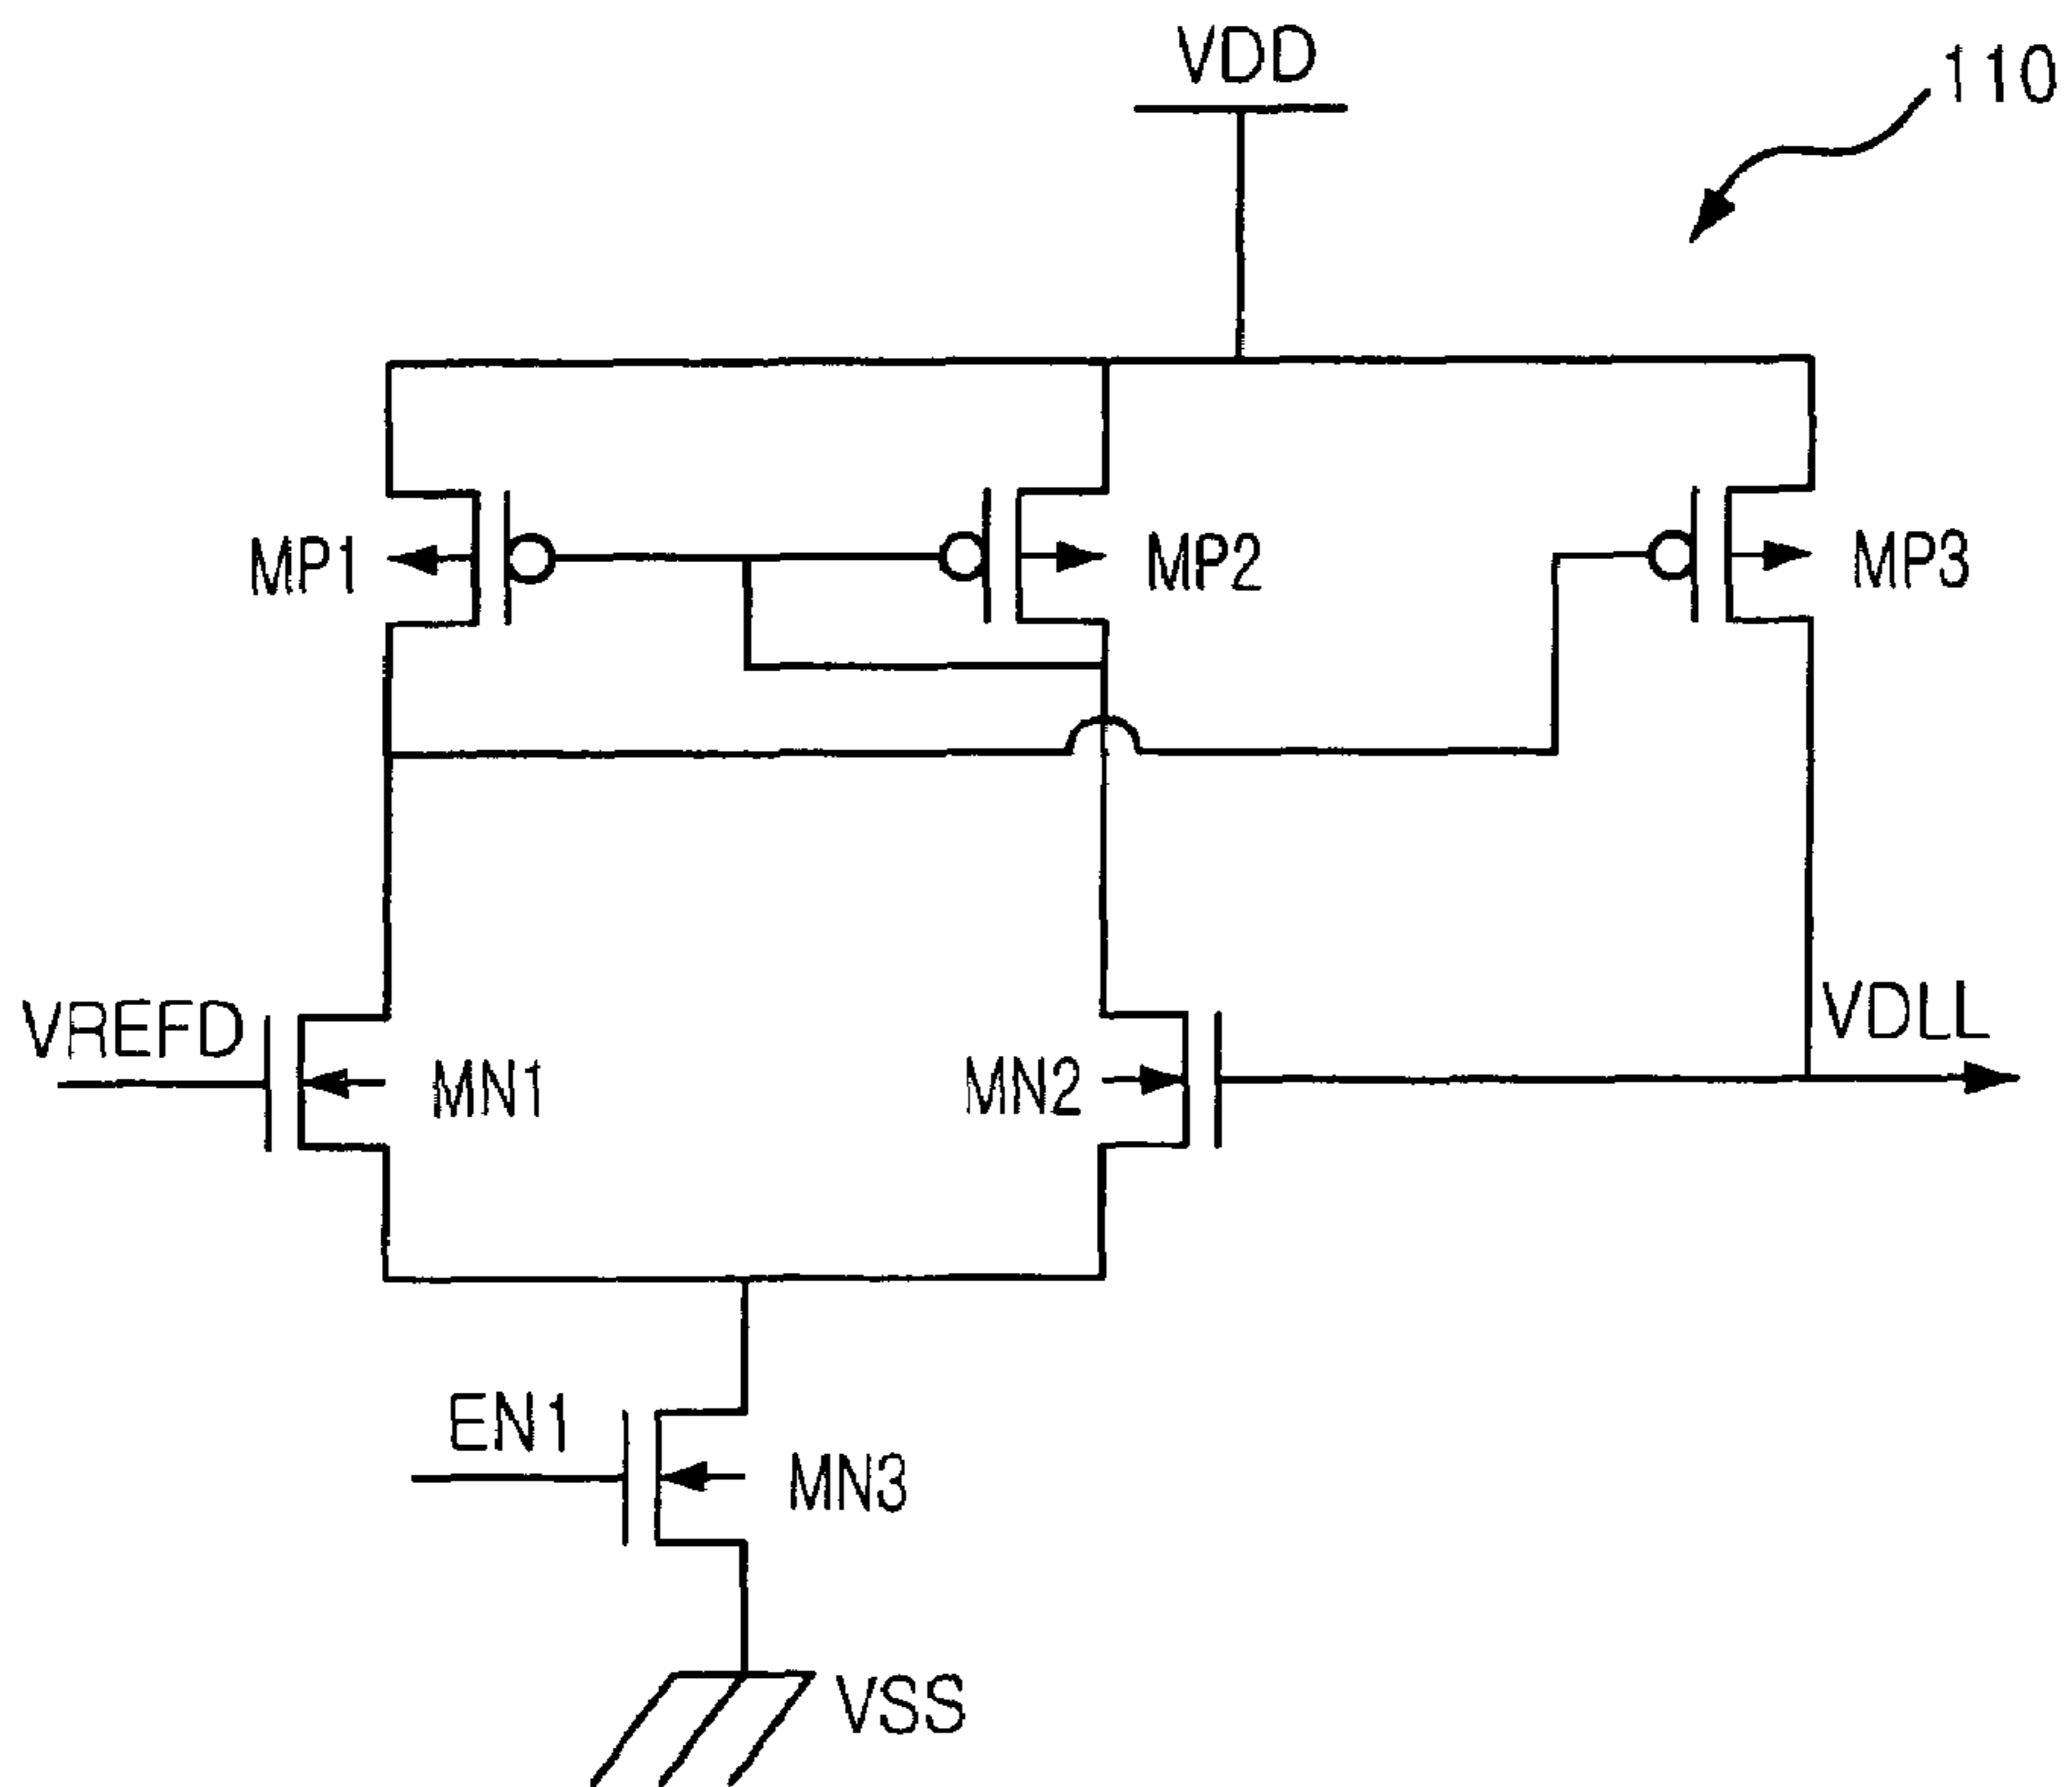 VDD
110
MP1
MP2
MP3
VREFD
MN1
MN2
VDLL
EN1
MN3
VSS